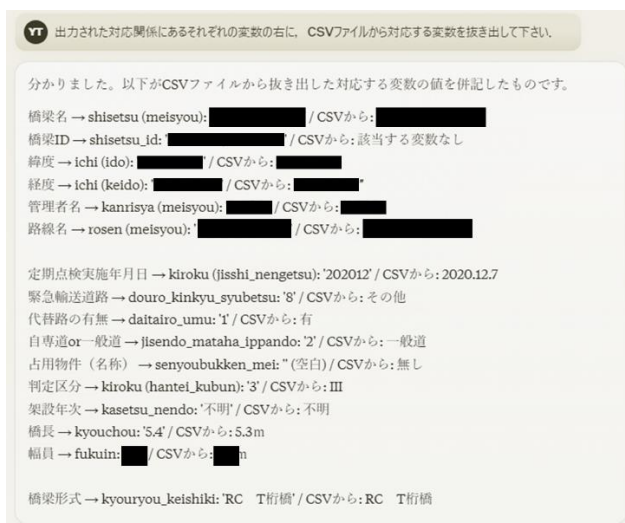 YT 出力された対応関係にあるそれぞれの変数の右に、CSVファイルから対応する変数を抜き出して下さい。
分かりました。以下がCSVファイルから抜き出した対応する変数の値を併記したものです。
橋梁名 → shisetsu (meisyou): / CSVから:
橋梁ID → shisetsu_id: ' ' / CSVから: 該当する変数なし
緯度 → ichi (ido): ' / CSVから:
経度 → ichi (keido): ' / CSVから: "
管理者名 → kanrisya (meisyou): / CSVから:
路線名 → rosen (meisyou): ' / CSVから:
定期点検実施年月日 → kiroku (jisshi_nengetsu): '202012' / CSVから: 2020.12.7
緊急輸送道路 → douro_kinkyu_syubetsu: '8' / CSVから: その他
代替路の有無 → daitairo_umu: '1' / CSVから: 有
自専道or一般道 → jisendo_mataha_ippando: '2' / CSVから: 一般道
占用物件（名称） → senyoubukken_mei: '' (空白) / CSVから: 無し
判定区分 → kiroku (hantei_kubun): '3' / CSVから: III
架設年次 → kasetsu_nendo: '不明' / CSVから: 不明
橋長 → kyouchou: '5.4' / CSVから: 5.3m
幅員 → fukuin: / CSVから: m
橋梁形式 → kyouryou_keishiki: 'RC　T桁橋' / CSVから: RC　T桁橋